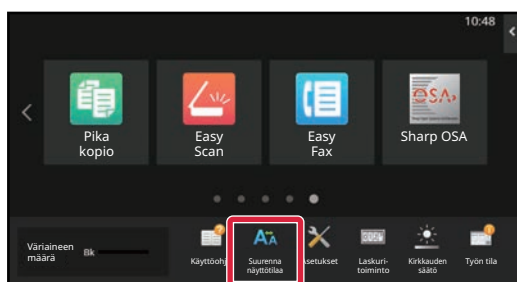 10:48
Pika
kopio
Easy
Scan
Easy
Fax
Sharp OSA
Väriaineen
määrä
Bk
Käyttöohj
Suurenna
näyttötilaa
Asetukset
Laskuri-
toiminto
Kirkkauden
säätö
Työn tila